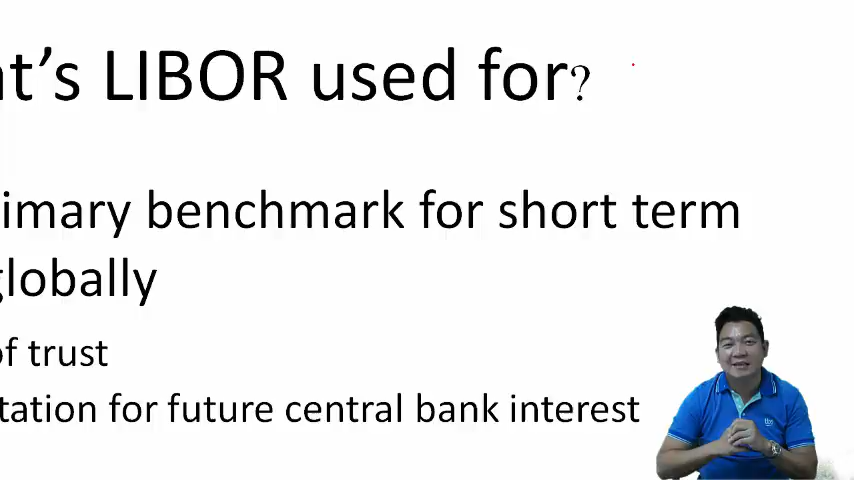 t's LIBOR used for?
imary benchmark for short term
globally
of trust
tation for future central bank interest